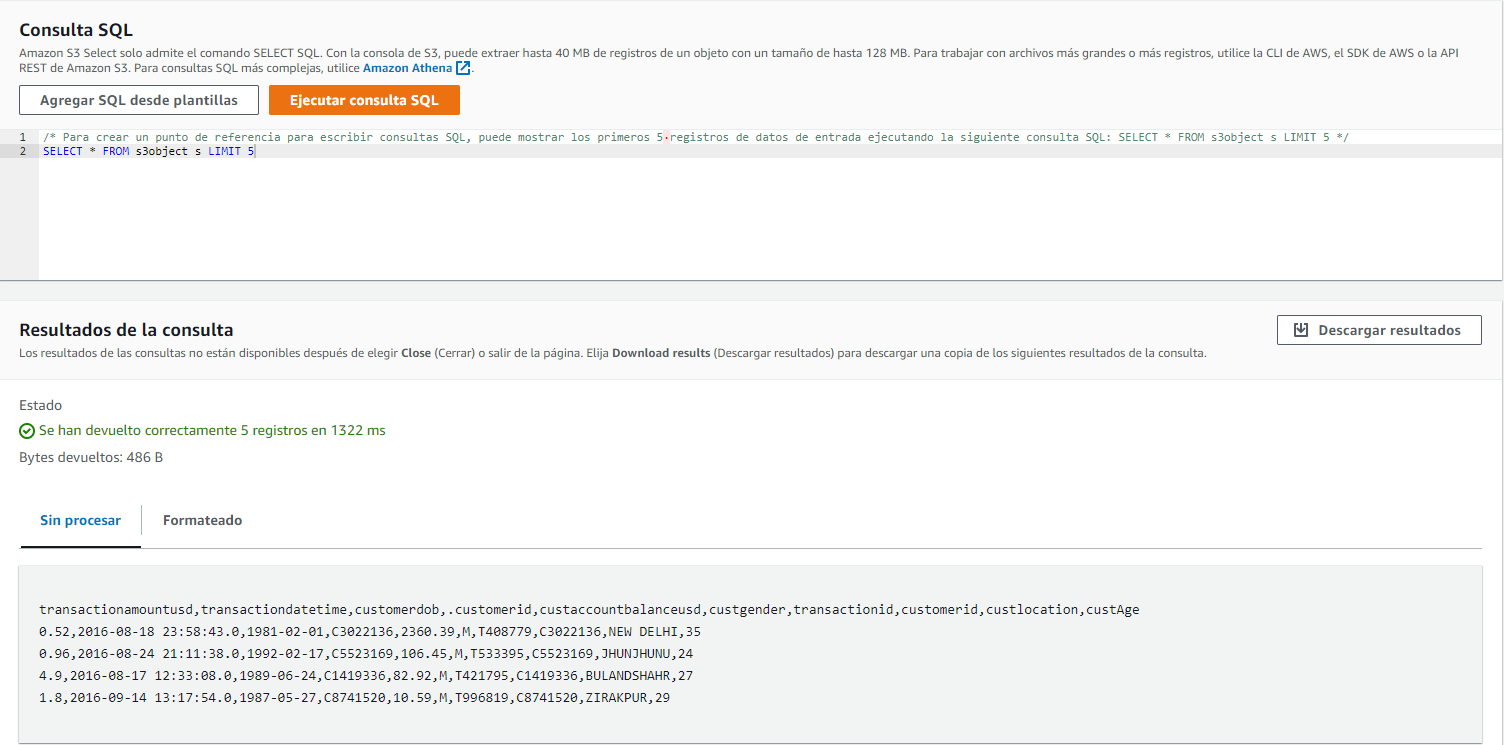 Consulta SQL
Amazon S3 Select solo admite el comando SELECT SQL. Con la consola de S3, puede extraer hasta 40 MB de registros de un objeto con un tamaño de hasta 128 MB. Para trabajar con archivos más grandes o más registros, utilice la CLI de AWS, el SDK de AWS o la API
REST de Amazon S3. Para consultas SQL más complejas, utilice Amazon Athena.
Agregar SQL desde plantillas Ejecutar consulta SQL
1 /* Para crear un punto de referencia para escribir consultas SQL, puede mostrar los primeros 5·registros de datos de entrada ejecutando la siguiente consulta SQL: SELECT * FROM s3object s LIMIT 5 */
2 SELECT * FROM s3object s LIMIT 5
Resultados de la consulta Descargar resultados
Los resultados de las consultas no están disponibles después de elegir Close (Cerrar) o salir de la página. Elija Download results (Descargar resultados) para descargar una copia de los siguientes resultados de la consulta.
Estado
Se han devuelto correctamente 5 registros en 1322 ms
Bytes devueltos: 486 B
Sin procesar Formateado
transactionamountusd,transactiondatetime,customerdob,.customerid,custaccountbalanceusd,custgender,transactionid,customerid,custlocation,custAge
0.52,2016-08-18 23:58:43.0,1981-02-01,C3022136,2360.39,M,T408779,C3022136,NEW DELHI,35
0.96,2016-08-24 21:11:38.0,1992-02-17,C5523169,106.45,M,T533395,C5523169,JHUNJHUNU,24
4.9,2016-08-17 12:33:08.0,1989-06-24,C1419336,82.92,M,T421795,C1419336,BULANDSHAHR,27
1.8,2016-09-14 13:17:54.0,1987-05-27,C8741520,10.59,M,T996819,C8741520,ZIRAKPUR,29